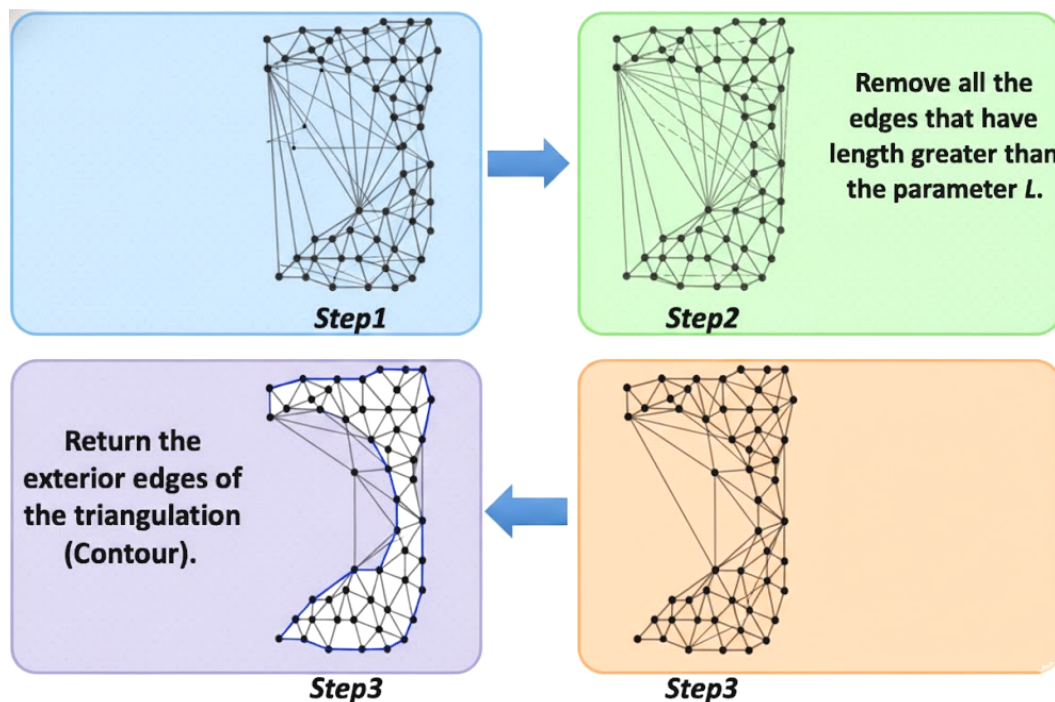 Step1
Remove all the
edges that have
length greater than
the parameter L.
Step2
Return the
exterior edges of
the triangulation
(Contour).
Step3
Step3